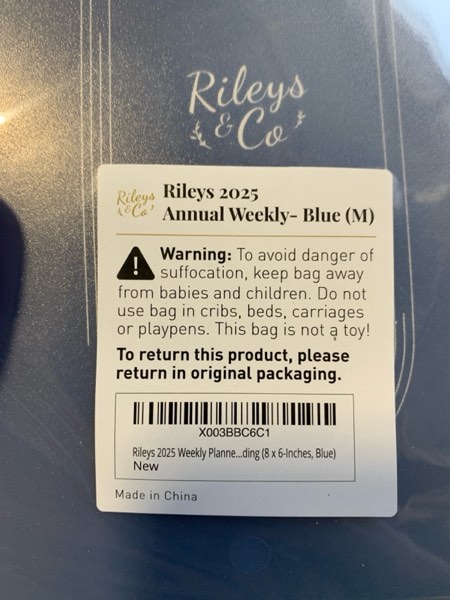 Rileys
& Co
Rileys
& Co
Rileys 2025
Annual Weekly- Blue (M)
Warning: To avoid danger of
suffocation, keep bag away
from babies and children. Do not
use bag in cribs, beds, carriages
or playpens. This bag is not a toy!
To return this product, please
return in original packaging.
X003BBC6C1
Rileys 2025 Weekly Planne...ding (8 x 6-Inches, Blue)
New
Made in China